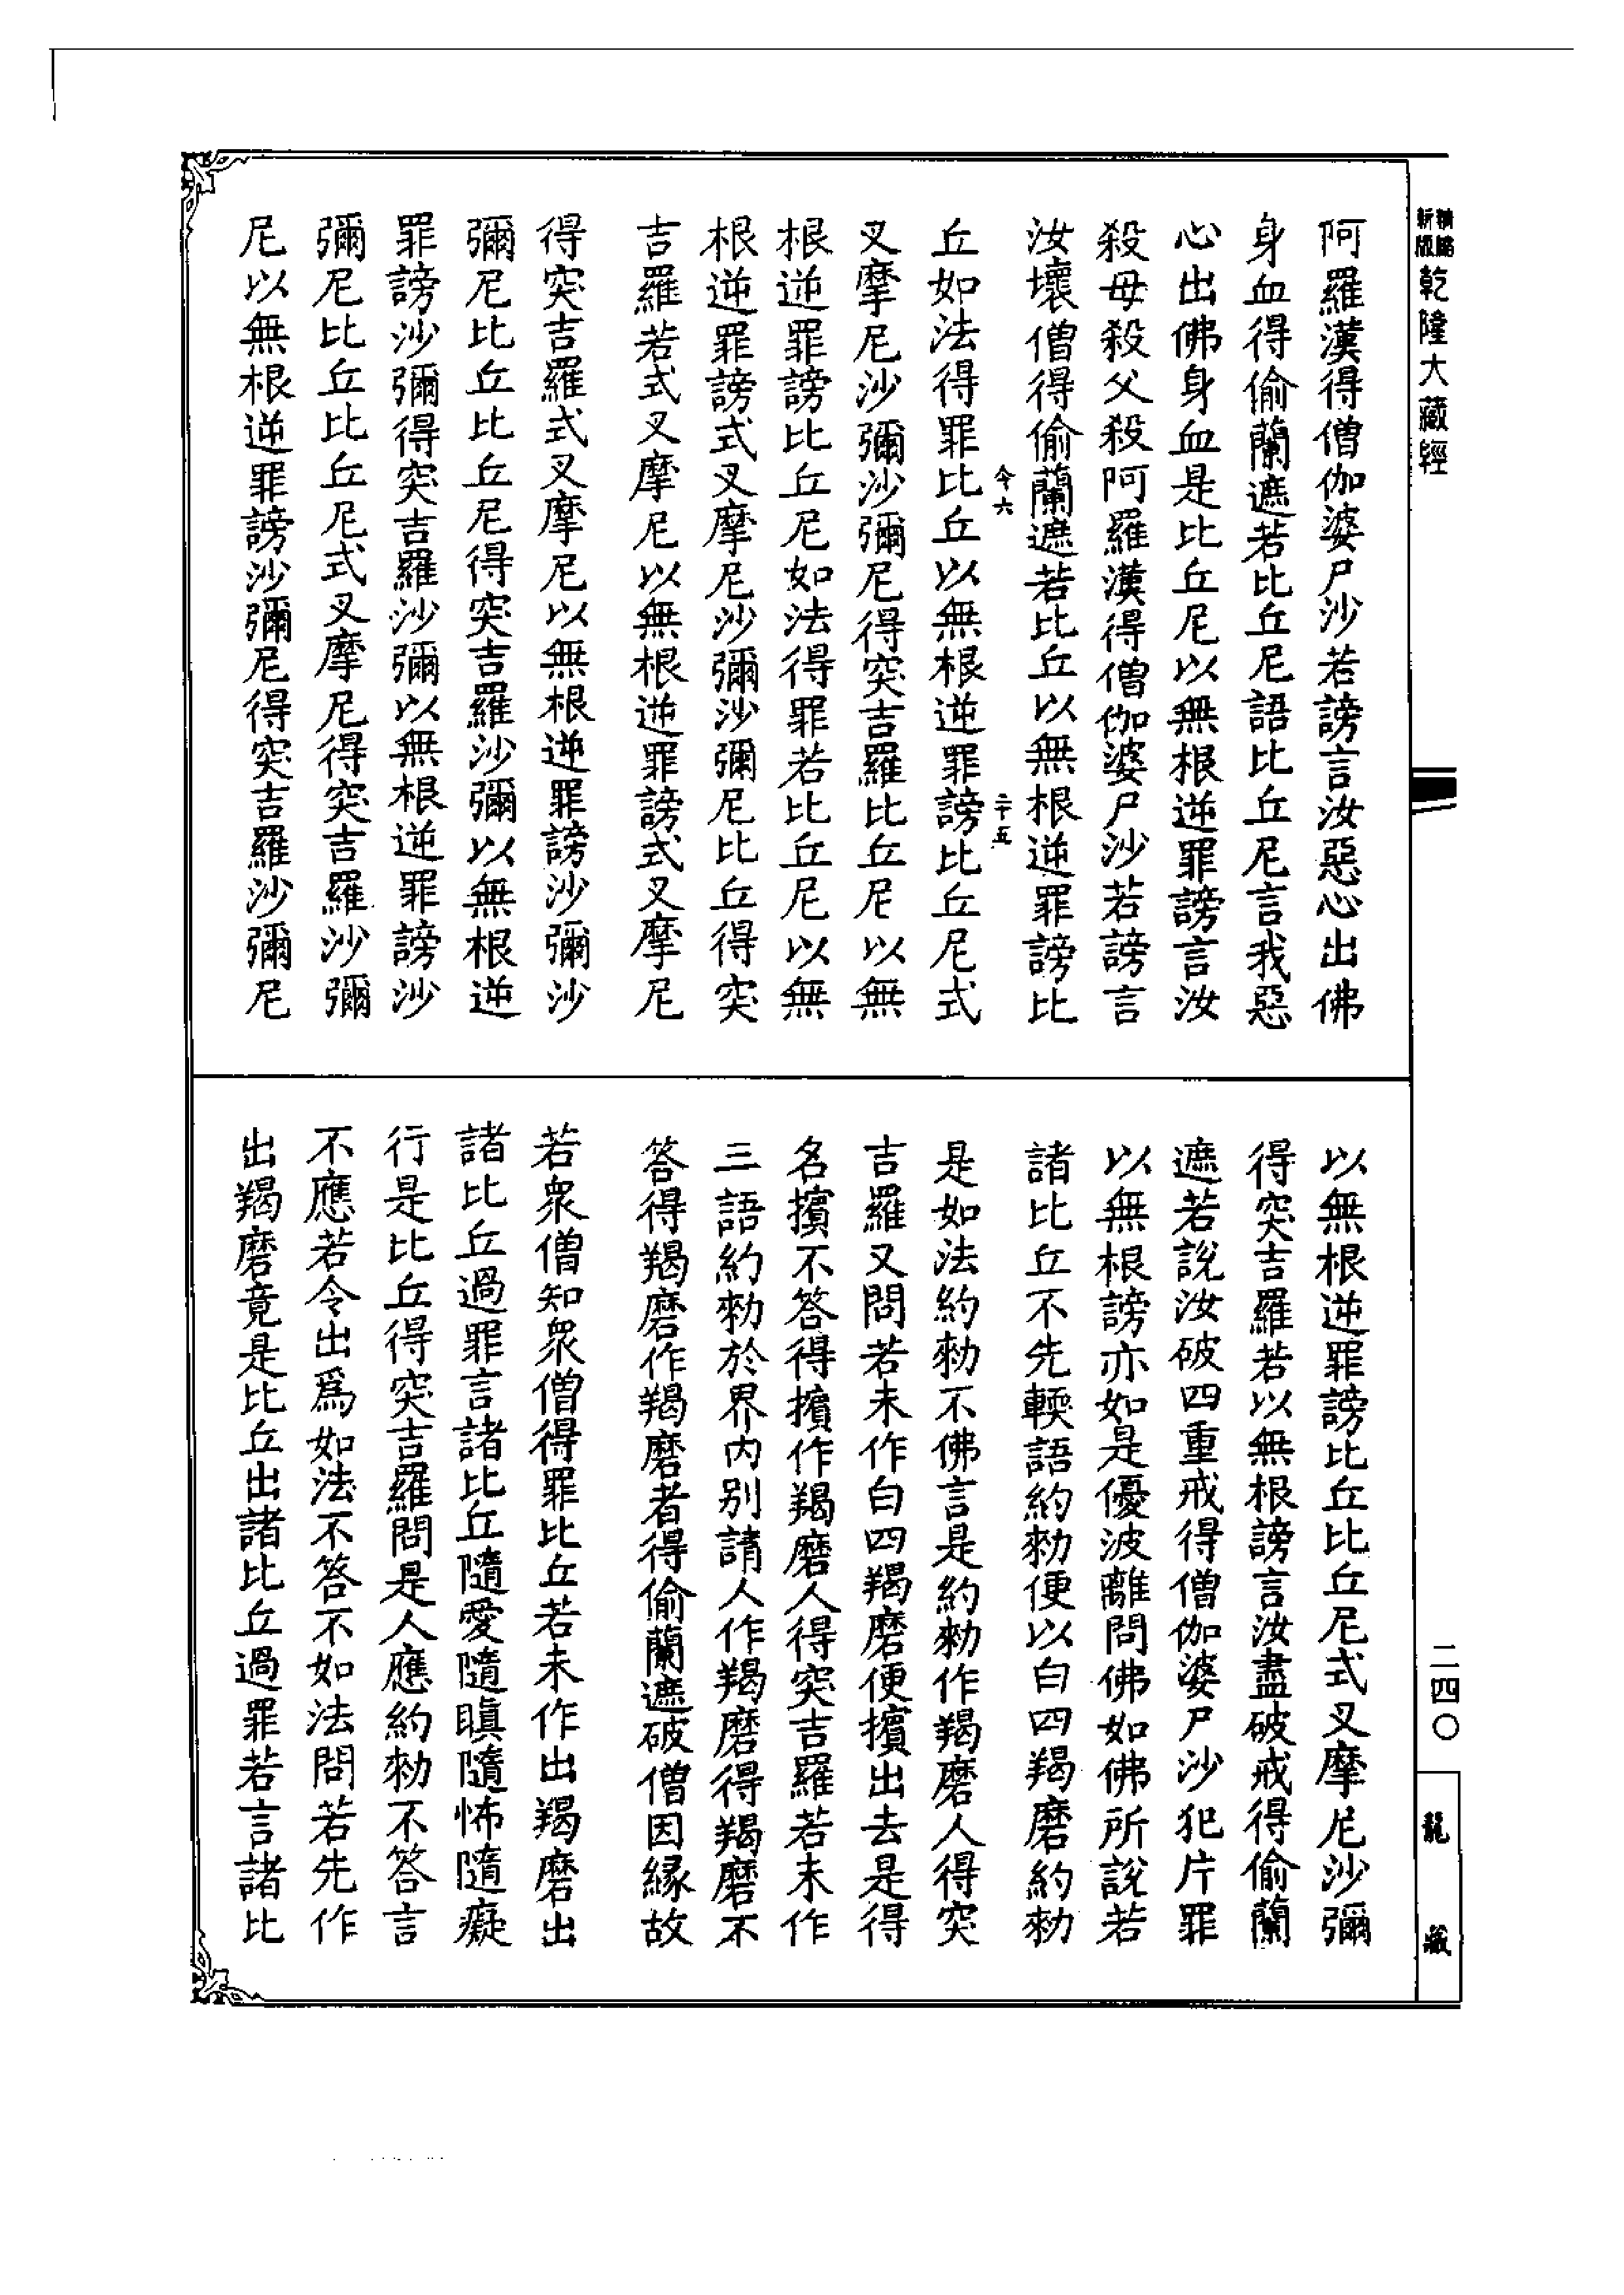 新版
精縮
乾隆大藏經
阿羅漢得僧伽婆尸沙若謗言汝惡心出佛
身血得偷蘭遮若比丘尼語比丘尼言我惡
心出佛身血是比丘尼以無根逆罪謗言汝
殺母殺父殺阿羅漢得僧伽婆尸沙若謗言
汝壞僧得偷蘭遮若比丘以無根逆罪謗比
今六 二十五
丘如法得罪比丘以無根逆罪謗比丘尼式
叉摩尼沙彌沙彌尼得突吉羅比丘尼以無
根逆罪謗比丘尼如法得罪若比丘尼以無
根逆罪謗式叉摩尼沙彌沙彌尼比丘得突
吉羅若式叉摩尼以無根逆罪謗式叉摩尼
得突吉羅式叉摩尼以無根逆罪謗沙彌沙
彌尼比丘比丘尼得突吉羅沙彌以無根逆
罪謗沙彌得突吉羅沙彌以無根逆罪謗沙
彌尼比丘比丘尼式叉摩尼得突吉羅沙彌
尼以無根逆罪謗沙彌尼得突吉羅沙彌尼
以無根逆罪謗比丘比丘尼式叉摩尼沙彌
得突吉羅若以無根謗言汝盡破戒得偷蘭
遮若說汝破四重戒得僧伽婆尸沙犯片罪
以無根謗亦如是優波離問佛如佛所說若
諸比丘不先輭語約勑便以白四羯磨約勑
是如法約勑不佛言是約勑作羯磨人得突
吉羅又問若未作白四羯磨便擯出去是得
名擯不答得擯作羯磨人得突吉羅若未作
三語約勑於界內別請人作羯磨得羯磨不
答得羯磨作羯磨者得偷蘭遮破僧因緣故
若眾僧知眾僧得罪比丘若未作出羯磨出
諸比丘過罪言諸比丘隨愛隨瞋隨怖隨癡
行是比丘得突吉羅問是人應約勑不答言
不應若令出爲如法不答不如法問若先作
出羯磨竟是比丘出諸比丘過罪若言諸比
二四〇
龍藏